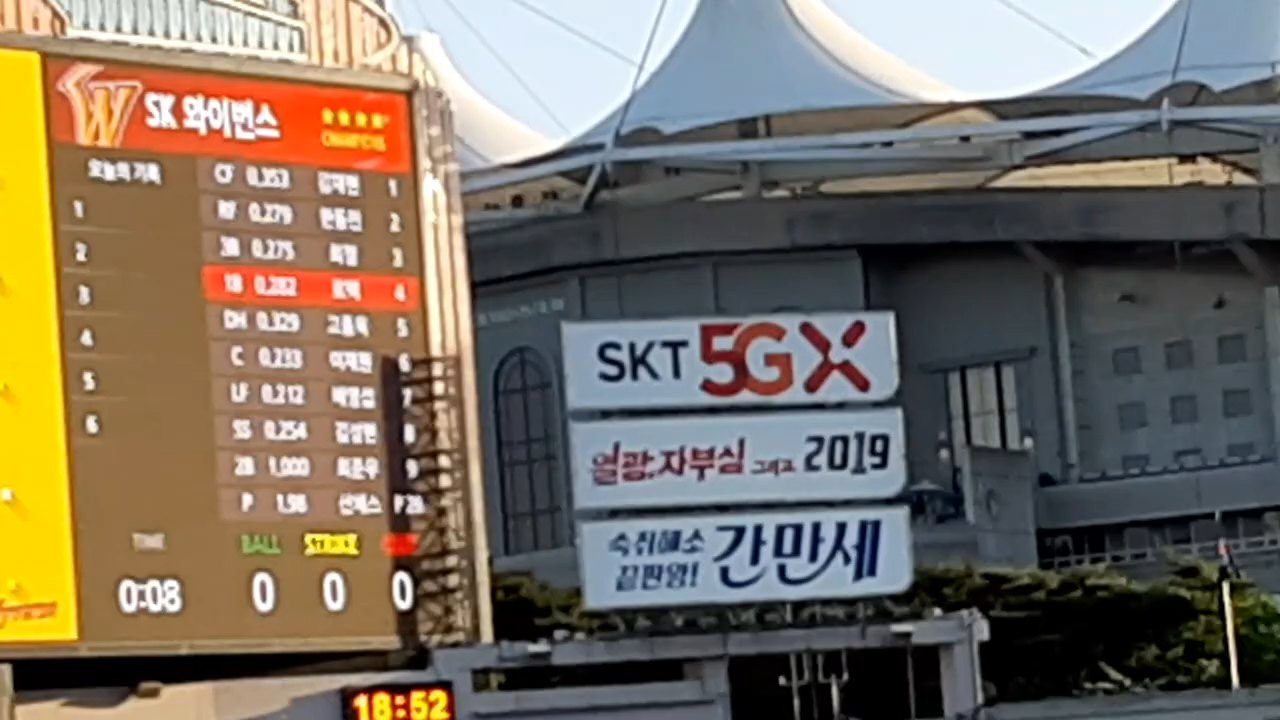 SK 와이번스
CHAMPIONS
오늘의 기록
CF 0.353 김재현 1
RF 0.279 한동민 2
3B 0.275 최정 3
1B 0.282 로맥 4
DH 0.329 고종욱 5
C 0.233 이재원 6
LF 0.212 배영섭 7
SS 0.254 김성현 8
2B 1.000 최준우 9
P 1.98 산체스 P28
1
2
3
4
5
6
TIME BALL STRIKE
0:08 0 0 0
18:52
SKT 5GX
열광.자부심 그리고 2019
숙취해소
끝판왕! 간만세